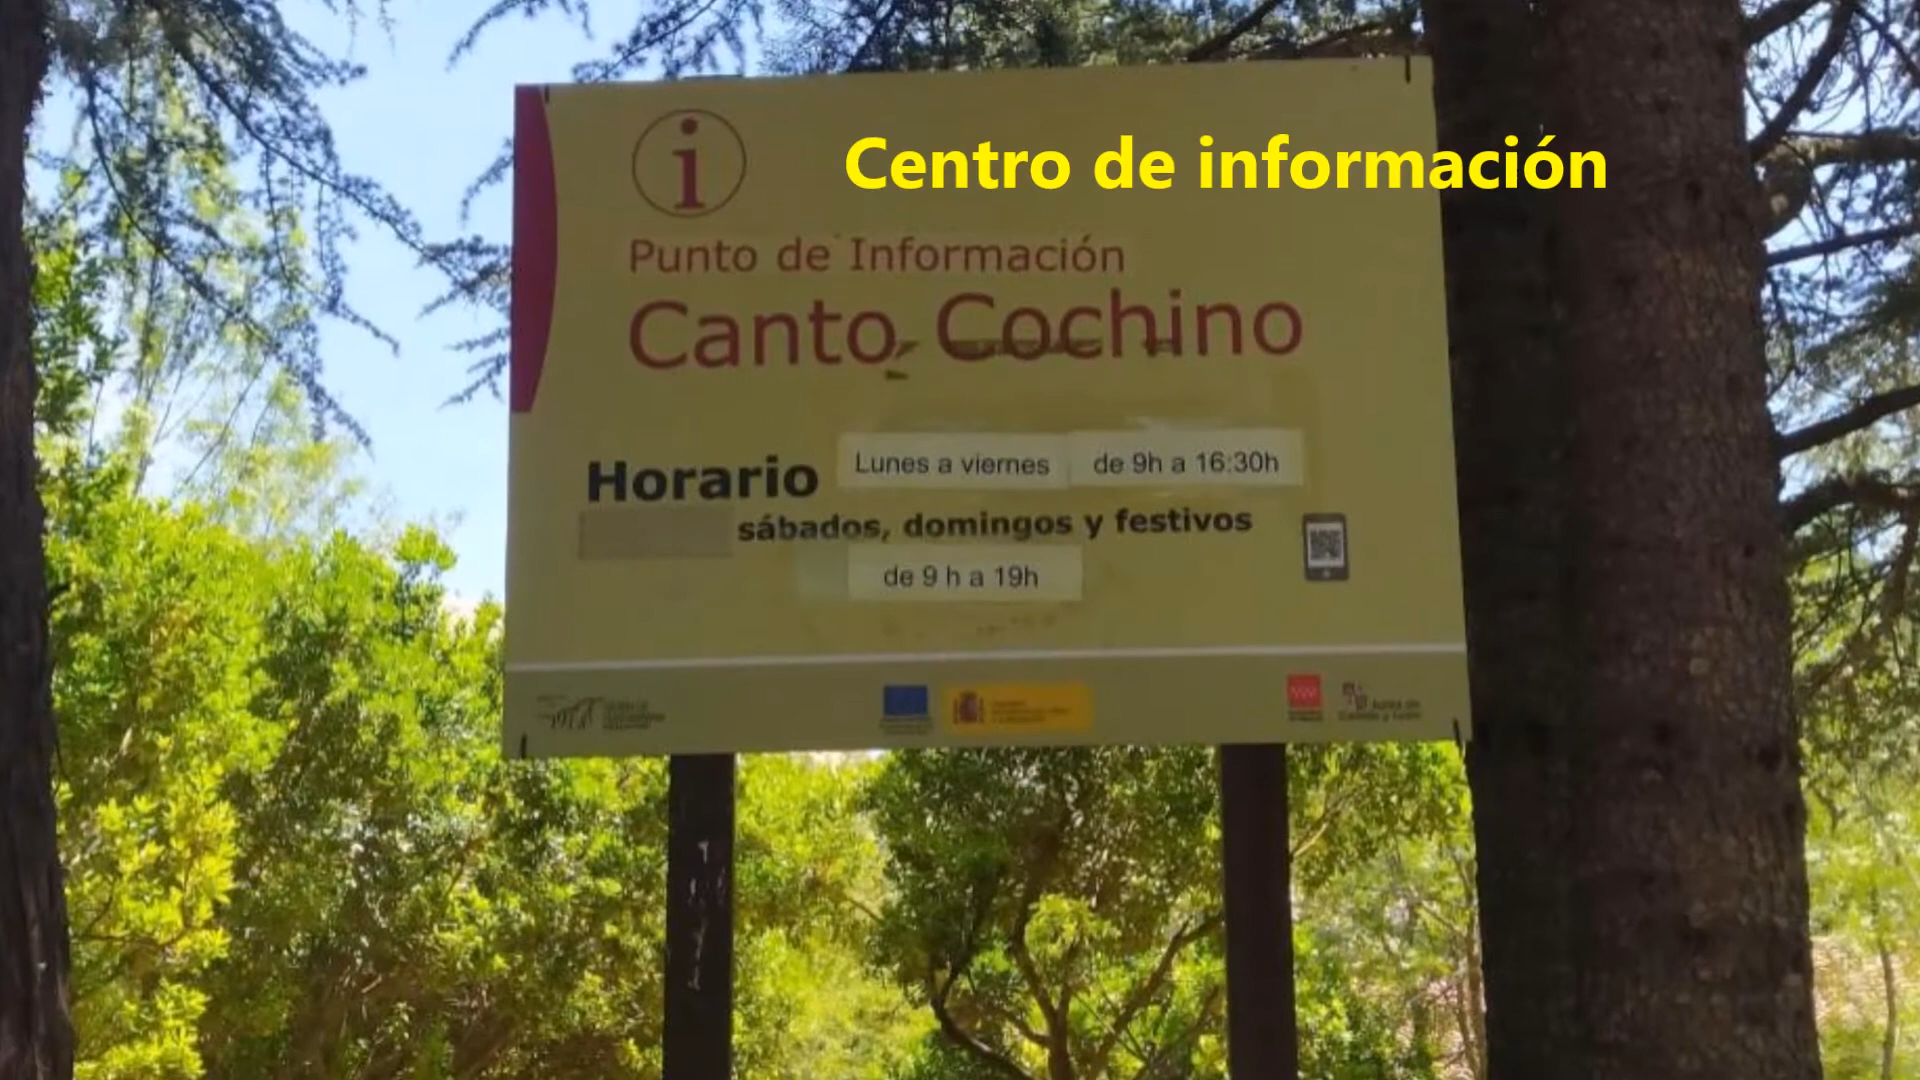 i
Centro de información
Punto de Información
Canto Cochino
Horario Lunes a viernes de 9h a 16:30h
sábados, domingos y festivos
de 9 h a 19h